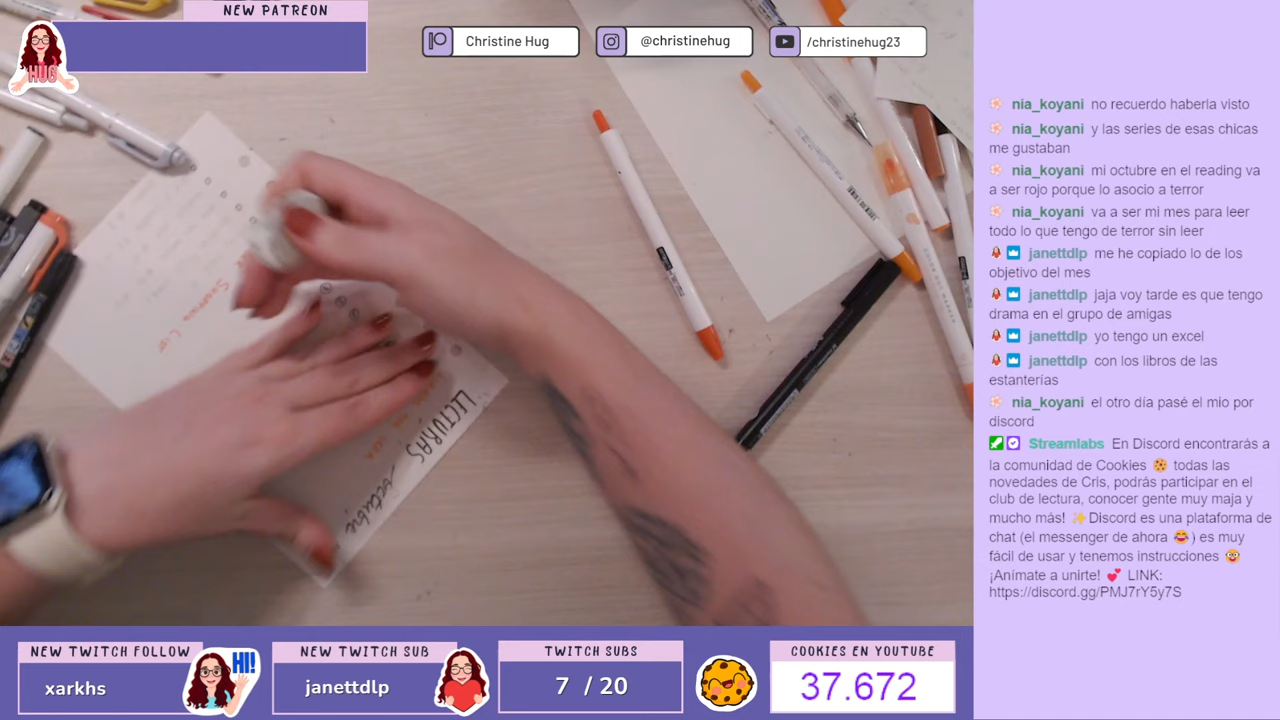 NEW PATREON
HUG
Christine Hug
@christinehug
/christinehug23
nia_koyani no recuerdo haberla visto
nia_koyani y las series de esas chicas
me gustaban
nia_koyani mi octubre en el reading va
a ser rojo porque lo asocio a terror
nia_koyani va a ser mi mes para leer
todo lo que tengo de terror sin leer
janettdlp me he copiado lo de los
objetivo del mes
janettdlp jaja voy tarde es que tengo
drama en el grupo de amigas
janettdlp yo tengo un excel
janettdlp con los libros de las
estanterías
nia_koyani el otro día pasé el mio por
discord
Streamlabs En Discord encontrarás a
la comunidad de Cookies 🍪 todas las
novedades de Cris, podrás participar en el
club de lectura, conocer gente muy maja y
mucho más! ✨Discord es una plataforma de
chat (el messenger de ahora 😂) es muy
fácil de usar y tenemos instrucciones 🤓
¡Anímate a unirte! 💕 LINK:
https://discord.gg/PMJ7rY5y7S
LECTURAS
octubre
NEW TWITCH FOLLOW
xarkhs
HI!
NEW TWITCH SUB
janettdlp
TWITCH SUBS
7 / 20
COOKIES EN YOUTUBE
37.672